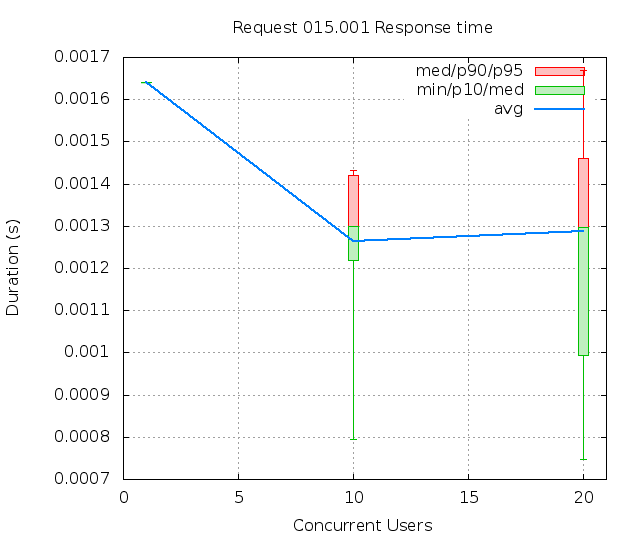 Request 015.001 Response time
med/p90/p95
min/p10/med
avg
0.0017
0.0016
0.0015
0.0014
0.0013
0.0012
0.0011
0.001
0.0009
0.0008
0.0007
Duration (s)
0 5 10 15 20
Concurrent Users